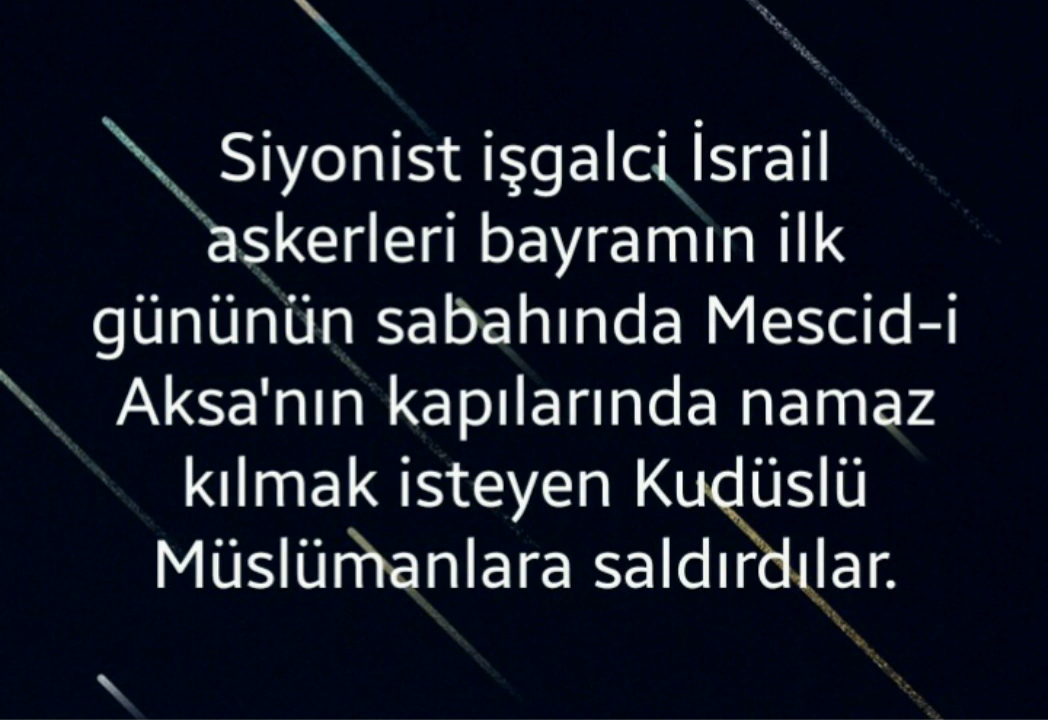 Siyonist işgalci İsrail
askerleri bayramın ilk
gününün sabahında Mescid-i
Aksa'nın kapılarında namaz
kılmak isteyen Kudüslü
Müslümanlara saldırdılar.